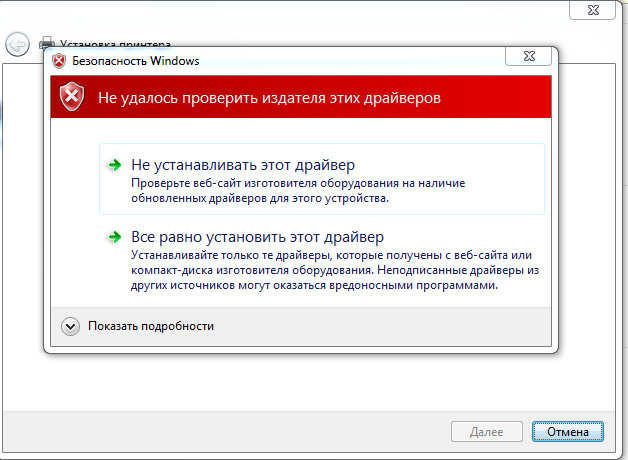 Установка принтера
Безопасность Windows
Не удалось проверить издателя этих драйверов
Не устанавливать этот драйвер
Проверьте веб-сайт изготовителя оборудования на наличие
обновленных драйверов для этого устройства.
Все равно установить этот драйвер
Устанавливайте только те драйверы, которые получены с веб-сайта или
компакт-диска изготовителя оборудования. Неподписанные драйверы из
других источников могут оказаться вредоносными программами.
Показать подробности
Далее
Отмена